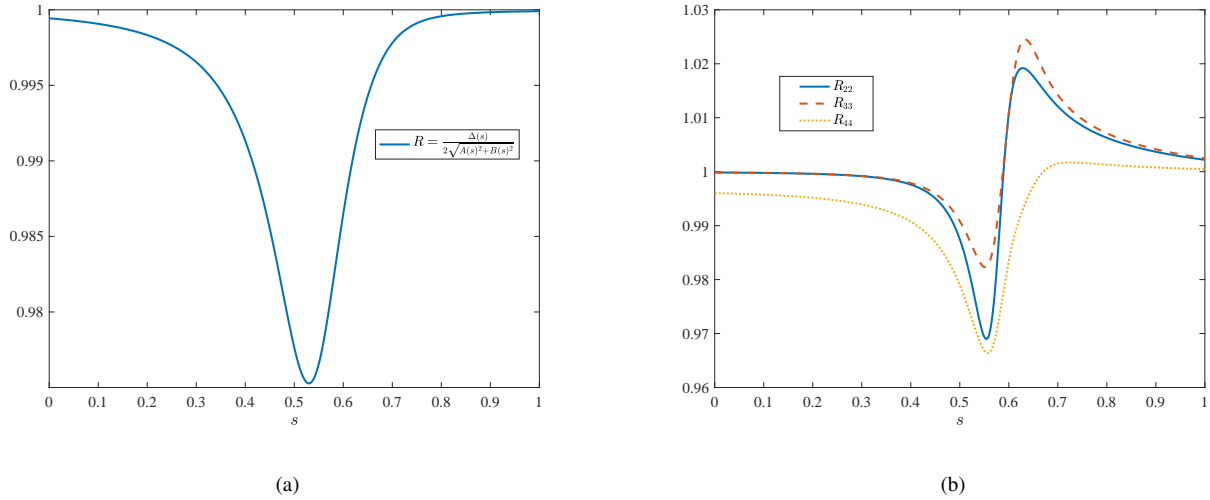 1
0.995
0.99
0.985
0.98
0 0.1 0.2 0.3 0.4 0.5 0.6 0.7 0.8 0.9 1
s
R = Δ(s) / 2√A(s)²+B(s)²
(a)
1.03
1.02
1.01
1
0.99
0.98
0.97
0.96
0 0.1 0.2 0.3 0.4 0.5 0.6 0.7 0.8 0.9 1
s
R₂₂
R₃₃
R₄₄
(b)